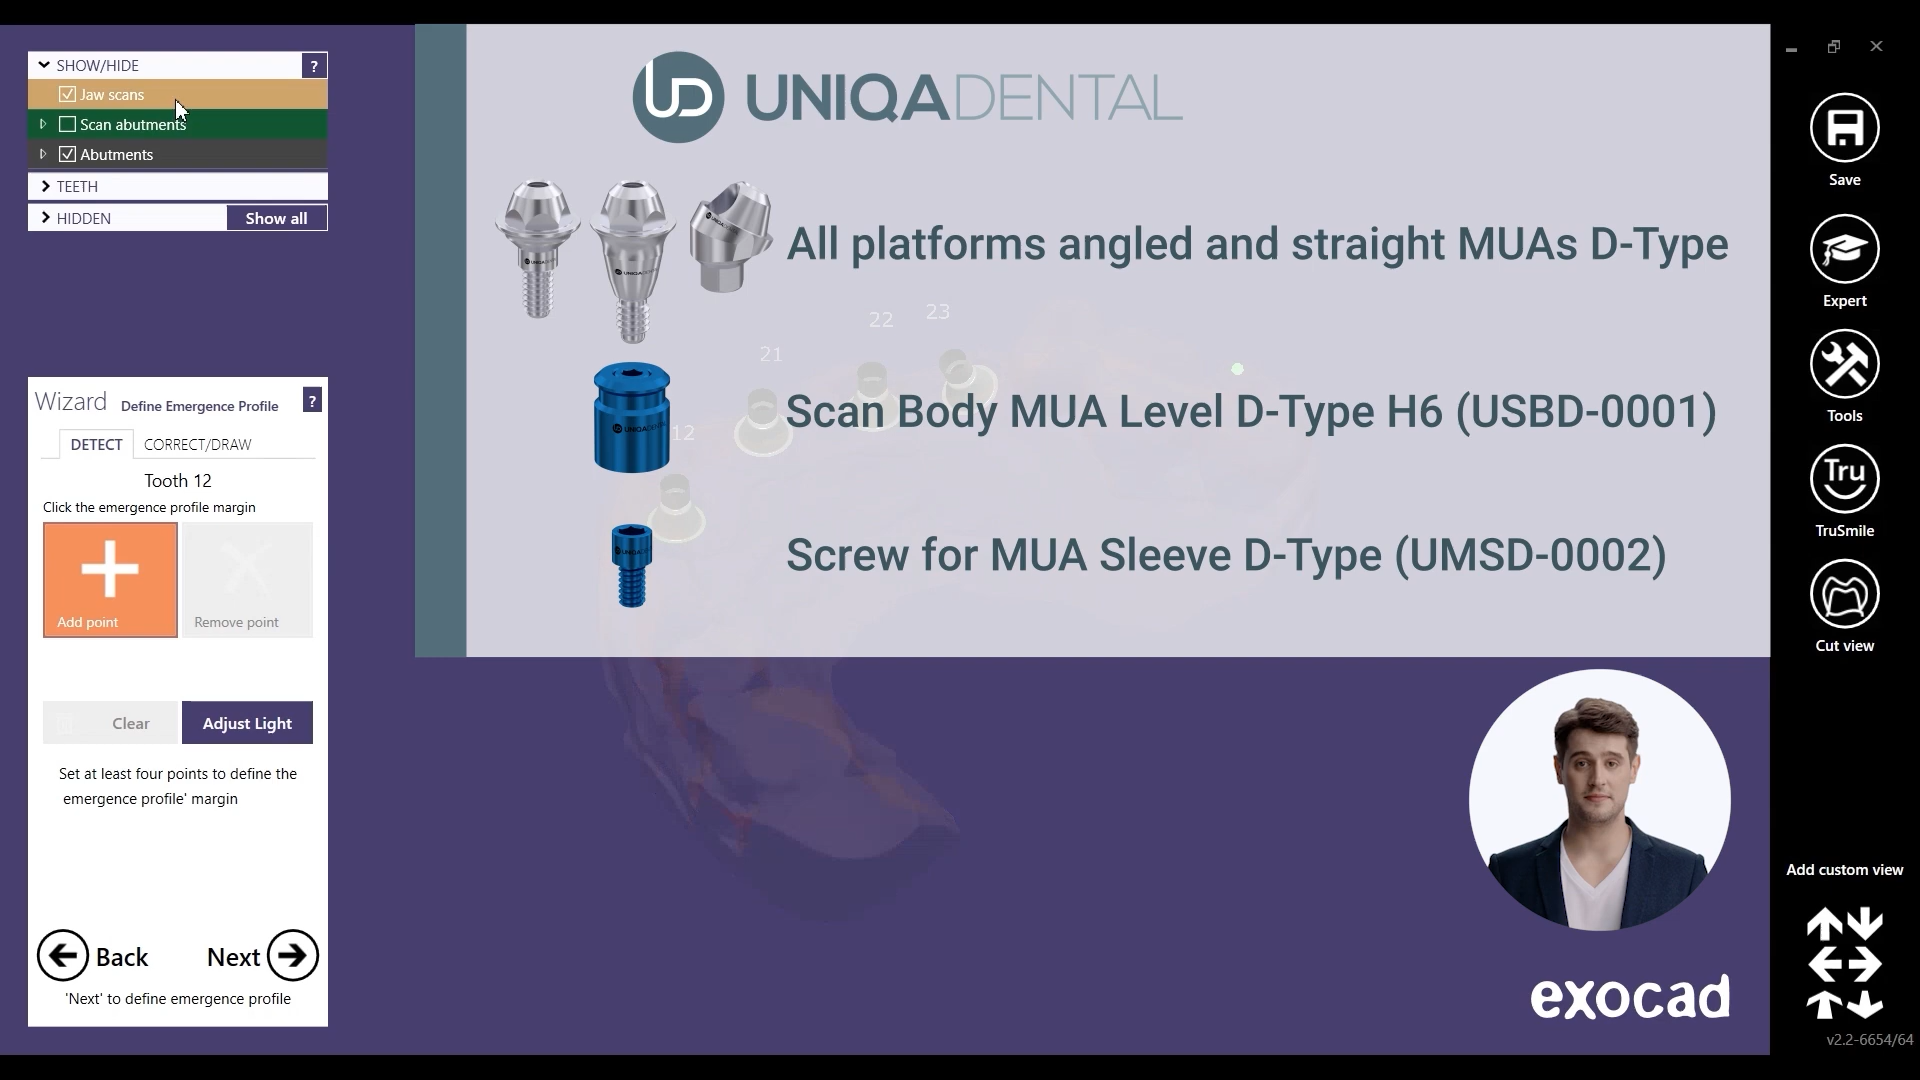 SHOW/HIDE
?
Jaw scans
Scan abutments
Abutments
TEETH
HIDDEN
Show all
Wizard
Define Emergence Profile
?
DETECT
CORRECT/DRAW
Tooth 12
Click the emergence profile margin
Add point
Remove point
Clear
Adjust Light
Set at least four points to define the
emergence profile' margin
Back
Next
'Next' to define emergence profile
UD UNIQADENTAL
All platforms angled and straight MUAs D-Type
22
23
21
Scan Body MUA Level D-Type H6 (USBD-0001)
UNIQADENTAL
12
Screw for MUA Sleeve D-Type (UMSD-0002)
exocad
Save
Expert
Tools
Tru
TruSmile
Cut view
Add custom view
v2.2-6654/64